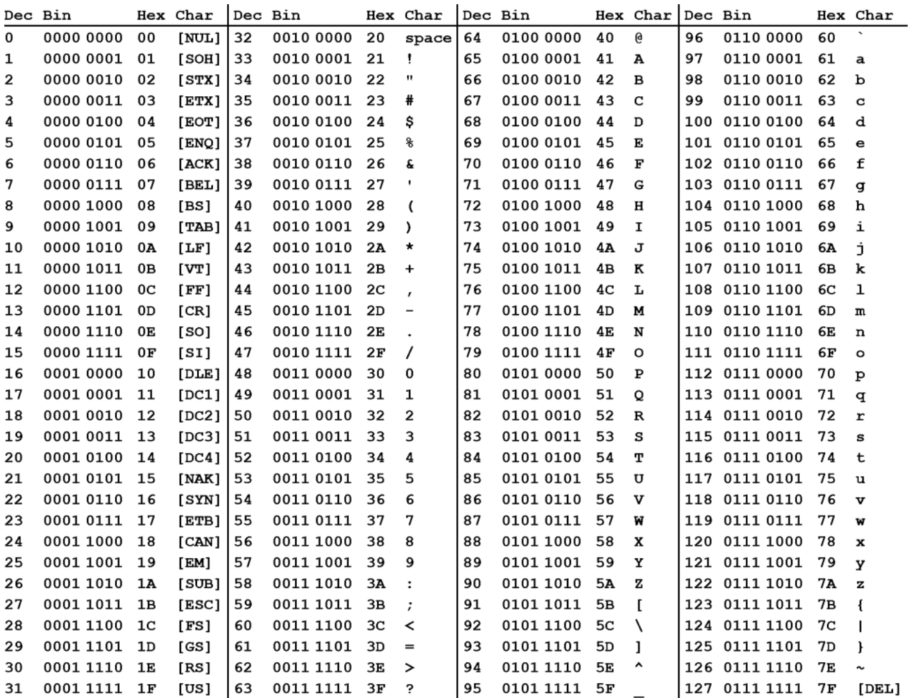 Dec Bin Hex Char Dec Bin Hex Char Dec Bin Hex Char Dec Bin Hex Char
0 0000 0000 00 [NUL] 32 0010 0000 20 space 64 0100 0000 40 @ 96 0110 0000 60 `
1 0000 0001 01 [SOH] 33 0010 0001 21 ! 65 0100 0001 41 A 97 0110 0001 61 a
2 0000 0010 02 [STX] 34 0010 0010 22 " 66 0100 0010 42 B 98 0110 0010 62 b
3 0000 0011 03 [ETX] 35 0010 0011 23 # 67 0100 0011 43 C 99 0110 0011 63 c
4 0000 0100 04 [EOT] 36 0010 0100 24 $ 68 0100 0100 44 D 100 0110 0100 64 d
5 0000 0101 05 [ENQ] 37 0010 0101 25 % 69 0100 0101 45 E 101 0110 0101 65 e
6 0000 0110 06 [ACK] 38 0010 0110 26 & 70 0100 0110 46 F 102 0110 0110 66 f
7 0000 0111 07 [BEL] 39 0010 0111 27 ' 71 0100 0111 47 G 103 0110 0111 67 g
8 0000 1000 08 [BS] 40 0010 1000 28 ( 72 0100 1000 48 H 104 0110 1000 68 h
9 0000 1001 09 [TAB] 41 0010 1001 29 ) 73 0100 1001 49 I 105 0110 1001 69 i
10 0000 1010 0A [LF] 42 0010 1010 2A * 74 0100 1010 4A J 106 0110 1010 6A j
11 0000 1011 0B [VT] 43 0010 1011 2B + 75 0100 1011 4B K 107 0110 1011 6B k
12 0000 1100 0C [FF] 44 0010 1100 2C , 76 0100 1100 4C L 108 0110 1100 6C l
13 0000 1101 0D [CR] 45 0010 1101 2D - 77 0100 1101 4D M 109 0110 1101 6D m
14 0000 1110 0E [SO] 46 0010 1110 2E . 78 0100 1110 4E N 110 0110 1110 6E n
15 0000 1111 0F [SI] 47 0010 1111 2F / 79 0100 1111 4F O 111 0110 1111 6F o
16 0001 0000 10 [DLE] 48 0011 0000 30 0 80 0101 0000 50 P 112 0111 0000 70 p
17 0001 0001 11 [DC1] 49 0011 0001 31 1 81 0101 0001 51 Q 113 0111 0001 71 q
18 0001 0010 12 [DC2] 50 0011 0010 32 2 82 0101 0010 52 R 114 0111 0010 72 r
19 0001 0011 13 [DC3] 51 0011 0011 33 3 83 0101 0011 53 S 115 0111 0011 73 s
20 0001 0100 14 [DC4] 52 0011 0100 34 4 84 0101 0100 54 T 116 0111 0100 74 t
21 0001 0101 15 [NAK] 53 0011 0101 35 5 85 0101 0101 55 U 117 0111 0101 75 u
22 0001 0110 16 [SYN] 54 0011 0110 36 6 86 0101 0110 56 V 118 0111 0110 76 v
23 0001 0111 17 [ETB] 55 0011 0111 37 7 87 0101 0111 57 W 119 0111 0111 77 w
24 0001 1000 18 [CAN] 56 0011 1000 38 8 88 0101 1000 58 X 120 0111 1000 78 x
25 0001 1001 19 [EM] 57 0011 1001 39 9 89 0101 1001 59 Y 121 0111 1001 79 y
26 0001 1010 1A [SUB] 58 0011 1010 3A : 90 0101 1010 5A Z 122 0111 1010 7A z
27 0001 1011 1B [ESC] 59 0011 1011 3B ; 91 0101 1011 5B [ 123 0111 1011 7B {
28 0001 1100 1C [FS] 60 0011 1100 3C < 92 0101 1100 5C \ 124 0111 1100 7C |
29 0001 1101 1D [GS] 61 0011 1101 3D = 93 0101 1101 5D ] 125 0111 1101 7D }
30 0001 1110 1E [RS] 62 0011 1110 3E > 94 0101 1110 5E ^ 126 0111 1110 7E ~
31 0001 1111 1F [US] 63 0011 1111 3F ? 95 0101 1111 5F _ 127 0111 1111 7F [DEL]